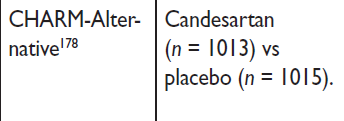 CHARM-Alter-
native¹⁷⁸
Candesartan
(n = 1013) vs
placebo (n = 1015).